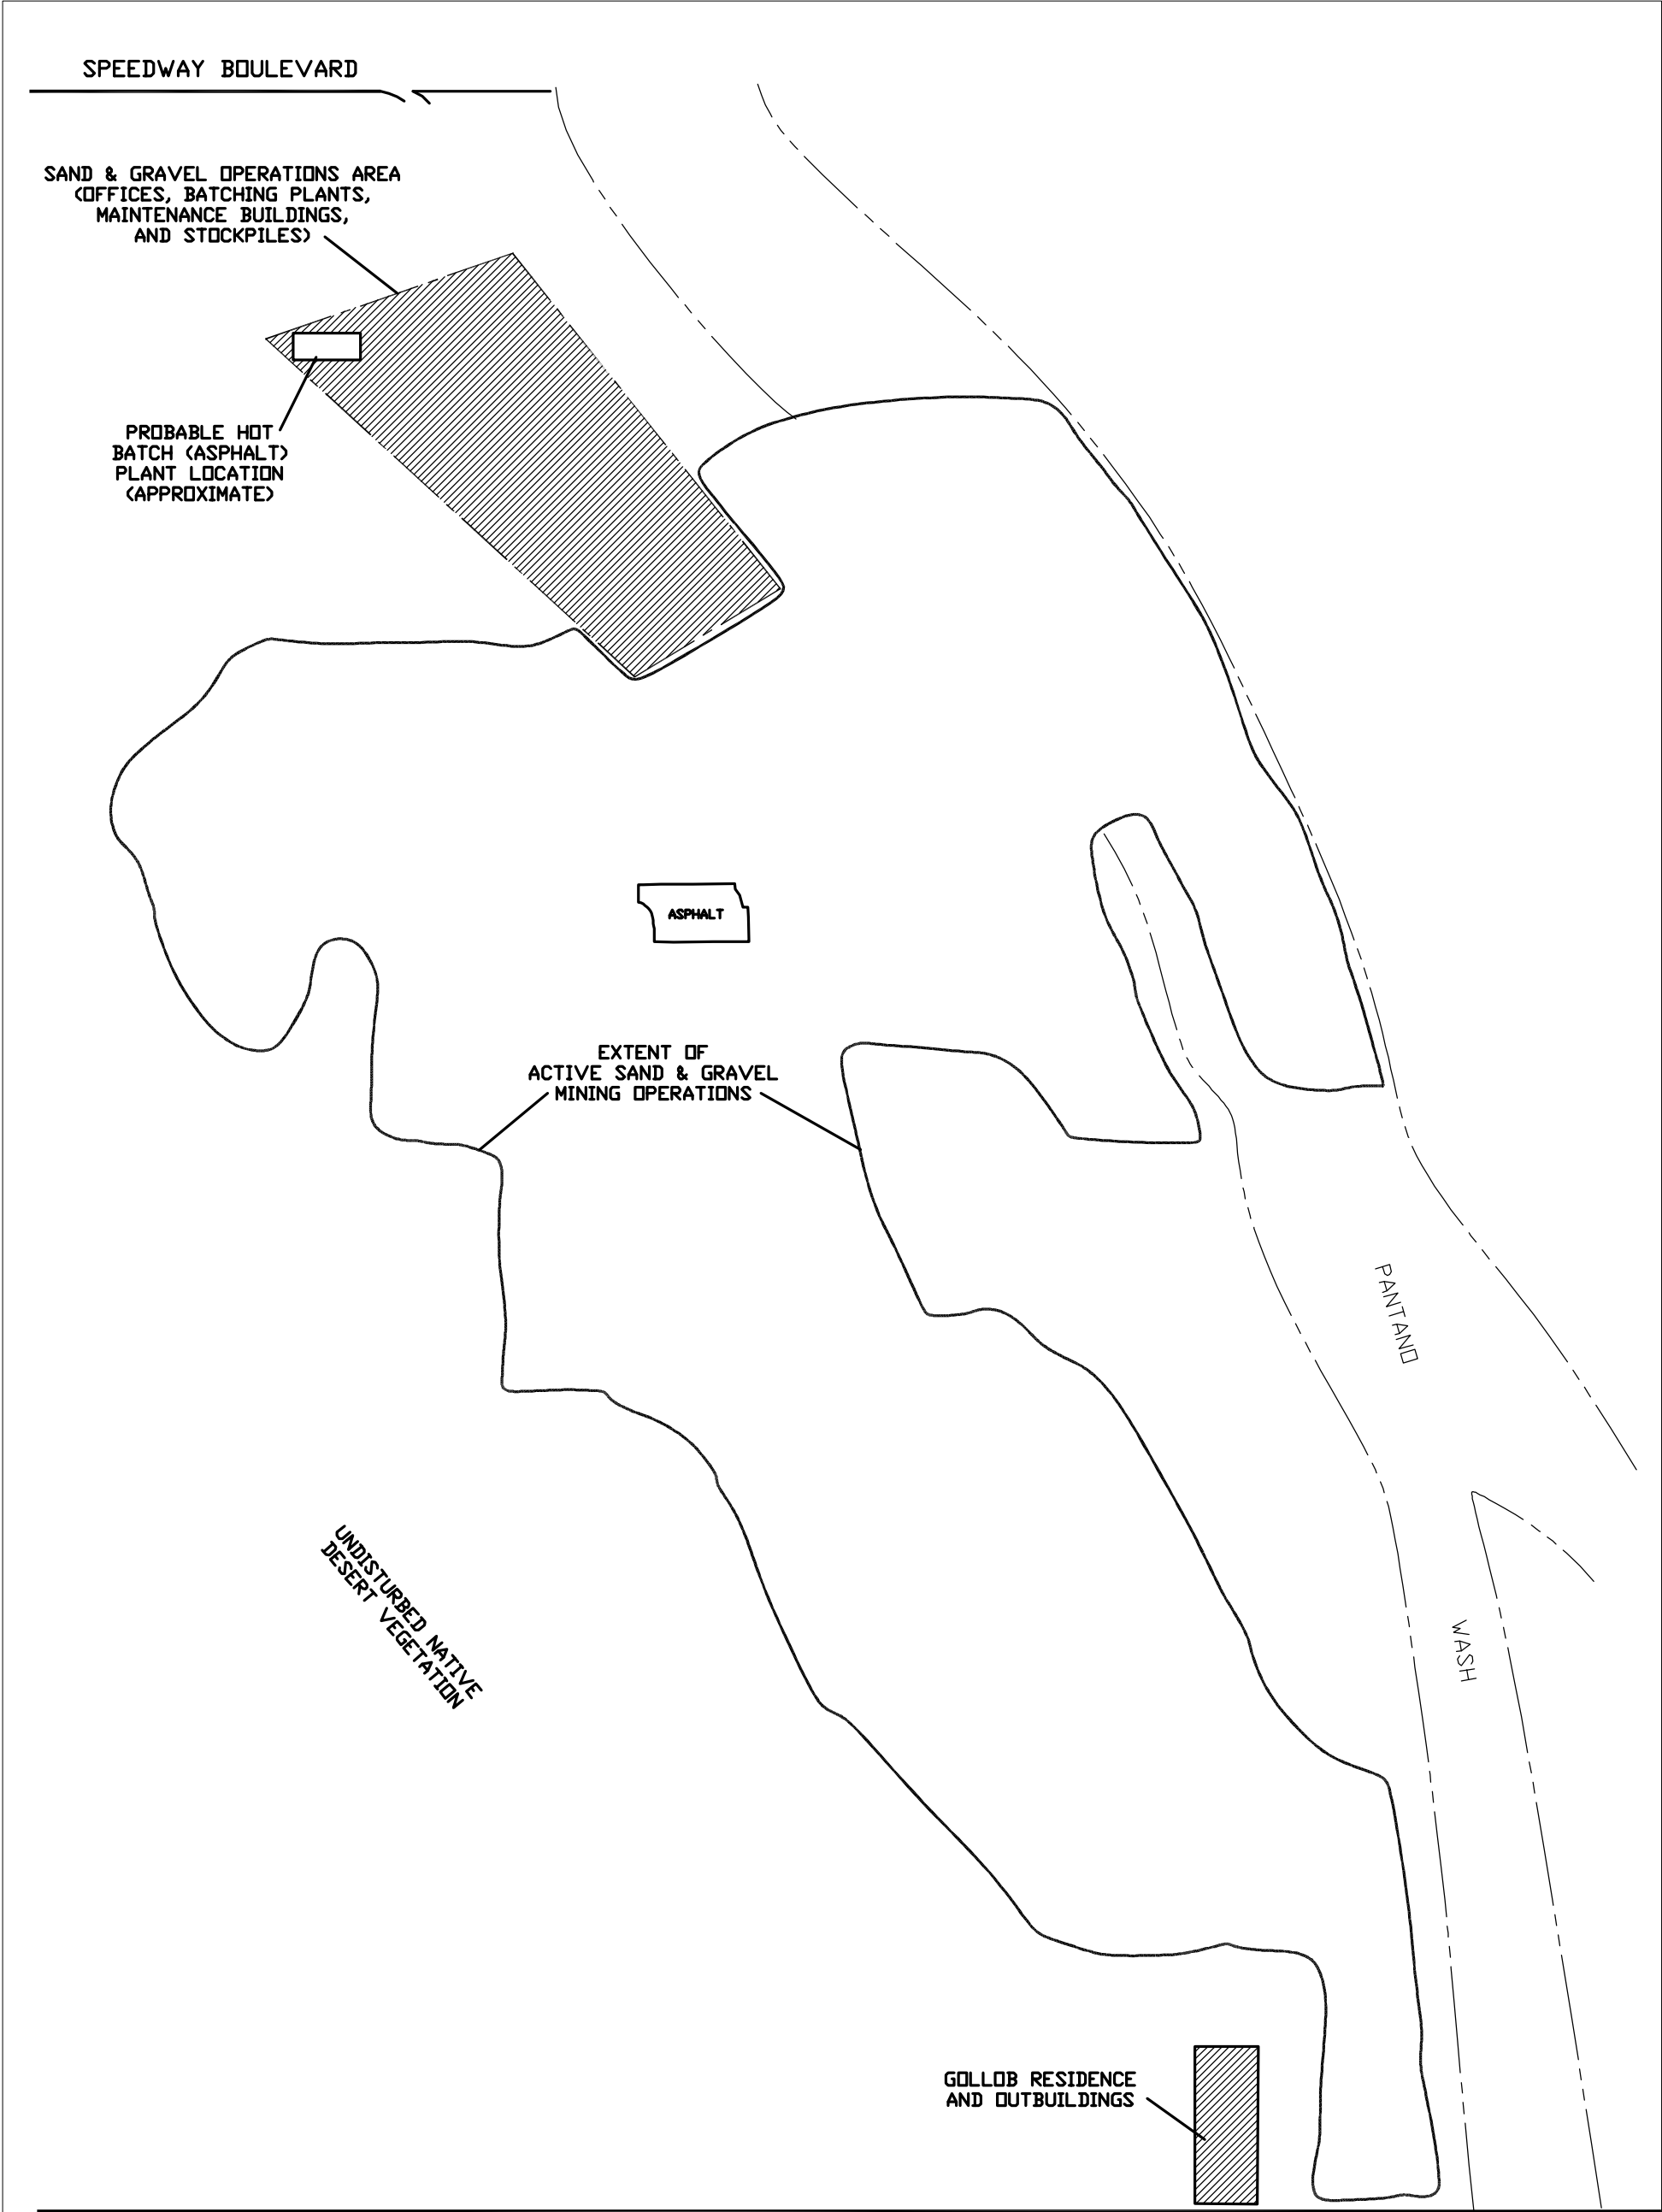 SPEEDWAY BOULEVARD
SAND & GRAVEL OPERATIONS AREA
(OFFICES, BATCHING PLANTS,
MAINTENANCE BUILDINGS,
AND STOCKPILES)
PROBABLE HOT
BATCH (ASPHALT)
PLANT LOCATION
(APPROXIMATE)
ASPHALT
EXTENT OF
ACTIVE SAND & GRAVEL
MINING OPERATIONS
PANTANO
WASH
UNDISTURBED NATIVE
DESERT VEGETATION
GOLLOB RESIDENCE
AND OUTBUILDINGS